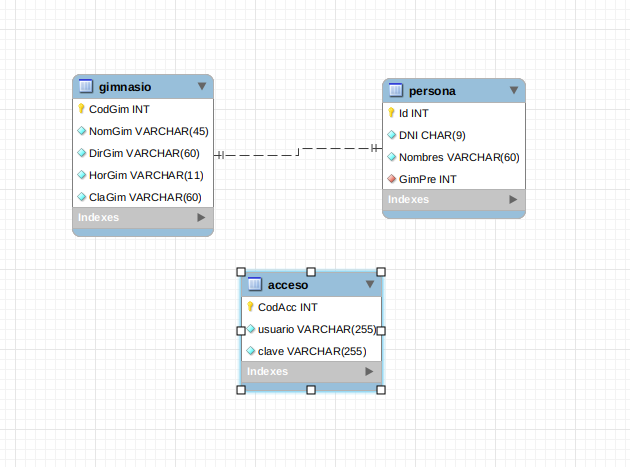 gimnasio
CodGim INT
NomGim VARCHAR(45)
DirGim VARCHAR(60)
HorGim VARCHAR(11)
ClaGim VARCHAR(60)
Indexes
persona
Id INT
DNI CHAR(9)
Nombres VARCHAR(60)
GimPre INT
Indexes
acceso
CodAcc INT
usuario VARCHAR(255)
clave VARCHAR(255)
Indexes